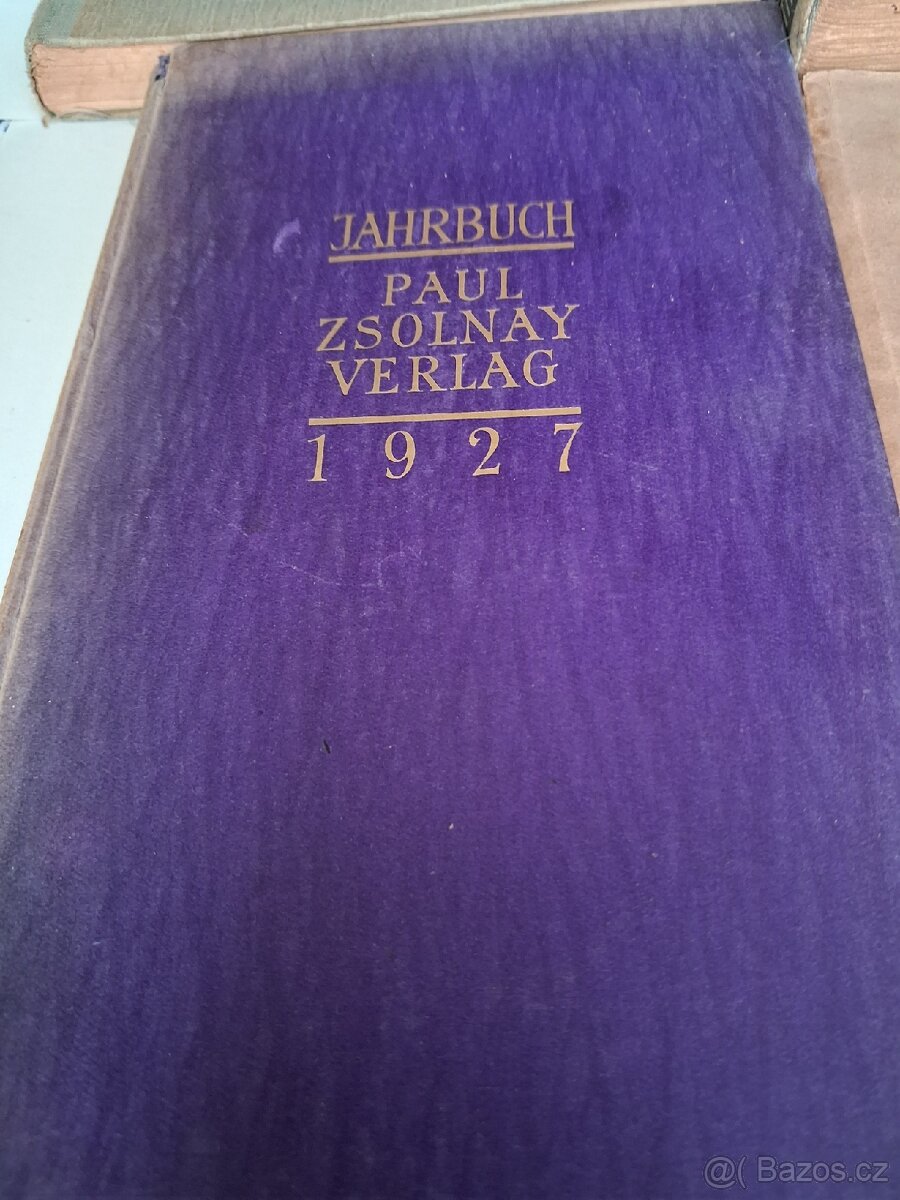 JAHRBUCH
PAUL
ZSOLNAY
VERLAG
1927
@( Bazos.cz